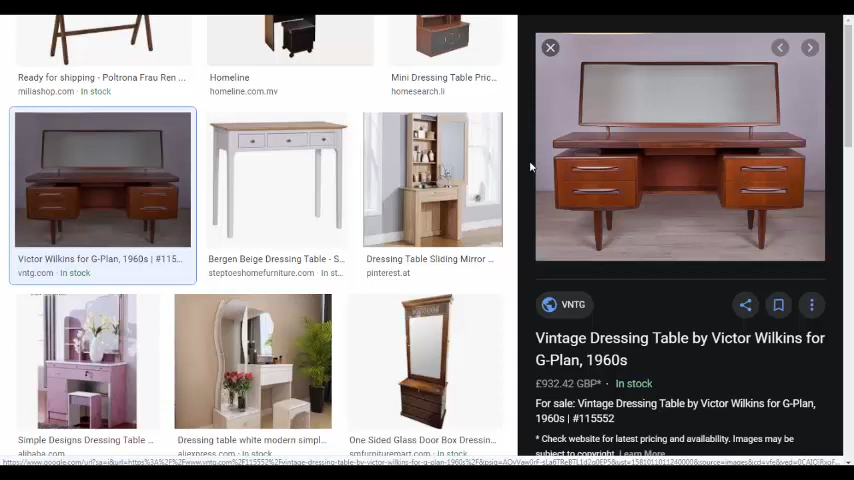 Ready for shipping - Poltrona Frau Ren ...
miliashop.com · In stock
Homeline
homeline.com.mv
Mini Dressing Table Pric...
homesearch.li
Victor Wilkins for G-Plan, 1960s | #115...
vntg.com · In stock
Bergen Beige Dressing Table - S...
steptoeshomefurniture.com · In st...
Dressing Table Sliding Mirror ...
pinterest.at
Simple Designs Dressing Table ...
alibaba.com
Dressing table white modern simpl...
aliexpress.com · In stock
One Sided Glass Door Box Dressin...
smfurnituremart.com · In stock
VNTG
Vintage Dressing Table by Victor Wilkins for
G-Plan, 1960s
£932.42 GBP* · In stock
For sale: Vintage Dressing Table by Victor Wilkins for G-Plan,
1960s | #115552
* Check website for latest pricing and availability. Images may be
subject to copyright. Learn More